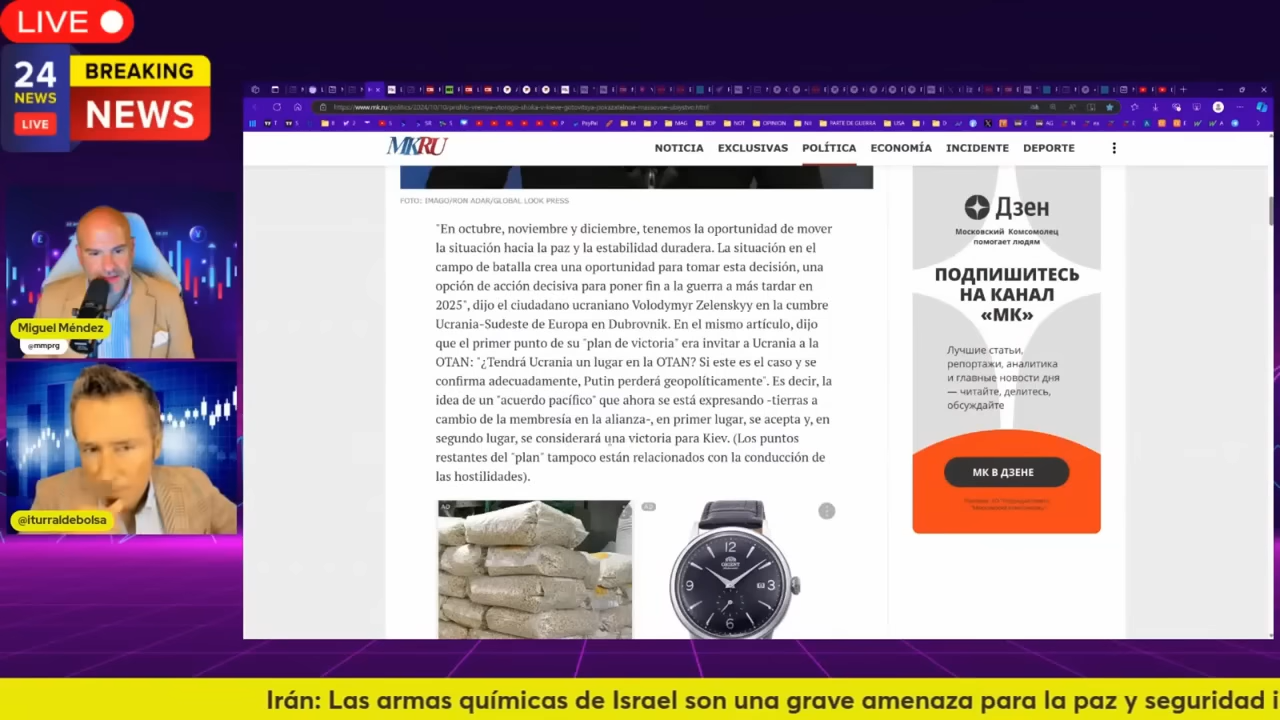 LIVE
24
NEWS
LIVE
BREAKING
NEWS
Miguel Méndez
@mmprg
@iturraldebolsa
MKRU
NOTICIA
EXCLUSIVAS
POLÍTICA
ECONOMÍA
INCIDENTE
DEPORTE
FOTO: IMAGO/RON ADAR/GLOBAL LOOK PRESS
"En octubre, noviembre y diciembre, tenemos la oportunidad de mover
la situación hacia la paz y la estabilidad duradera. La situación en el
campo de batalla crea una oportunidad para tomar esta decisión, una
opción de acción decisiva para poner fin a la guerra a más tardar en
2025", dijo el ciudadano ucraniano Volodymyr Zelenskyy en la cumbre
Ucrania-Sudeste de Europa en Dubrovnik. En el mismo artículo, dijo
que el primer punto de su "plan de victoria" era invitar a Ucrania a la
OTAN: "¿Tendrá Ucrania un lugar en la OTAN? Si este es el caso y se
confirma adecuadamente, Putin perderá geopolíticamente". Es decir, la
idea de un "acuerdo pacífico" que ahora se está expresando -tierras a
cambio de la membresía en la alianza-, en primer lugar, se acepta y, en
segundo lugar, se considerará una victoria para Kiev. (Los puntos
restantes del "plan" tampoco están relacionados con la conducción de
las hostilidades).
Дзен
Московский Комсомолец
помогает людям
ПОДПИШИТЕСЬ
НА КАНАЛ
«МК»
Лучшие статьи,
репортажи, аналитика
и главные новости дня
— читайте, делитесь,
обсуждайте
МК В ДЗЕНЕ
12
9
3
6
Irán: Las armas químicas de Israel son una grave amenaza para la paz y seguridad i